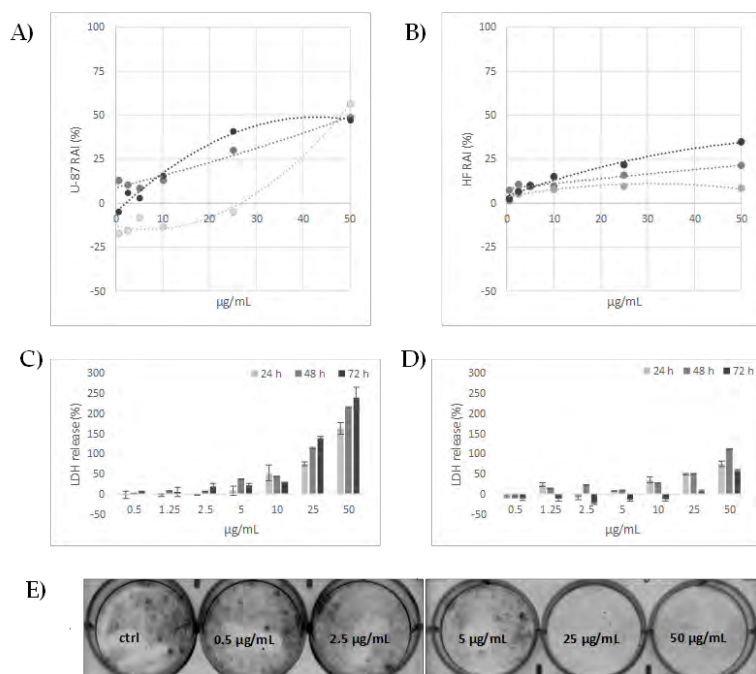 A)
100
75
50
25
0
-25
-50
U-87 RAI (%)
0 10 20 30 40 50
µg/mL
B)
100
75
50
25
0
-25
-50
HF RAI (%)
0 10 20 30 40 50
µg/mL
C)
24 h 48 h 72 h
300
250
200
150
100
50
0
-50
LDH release (%)
0.5 1.25 2.5 5 10 25 50
µg/mL
D)
24 h 48 h 72 h
300
250
200
150
100
50
0
-50
LDH release (%)
0.5 1.25 2.5 5 10 25 50
µg/mL
E)
ctrl 0.5 µg/mL 2.5 µg/mL 5 µg/mL 25 µg/mL 50 µg/mL